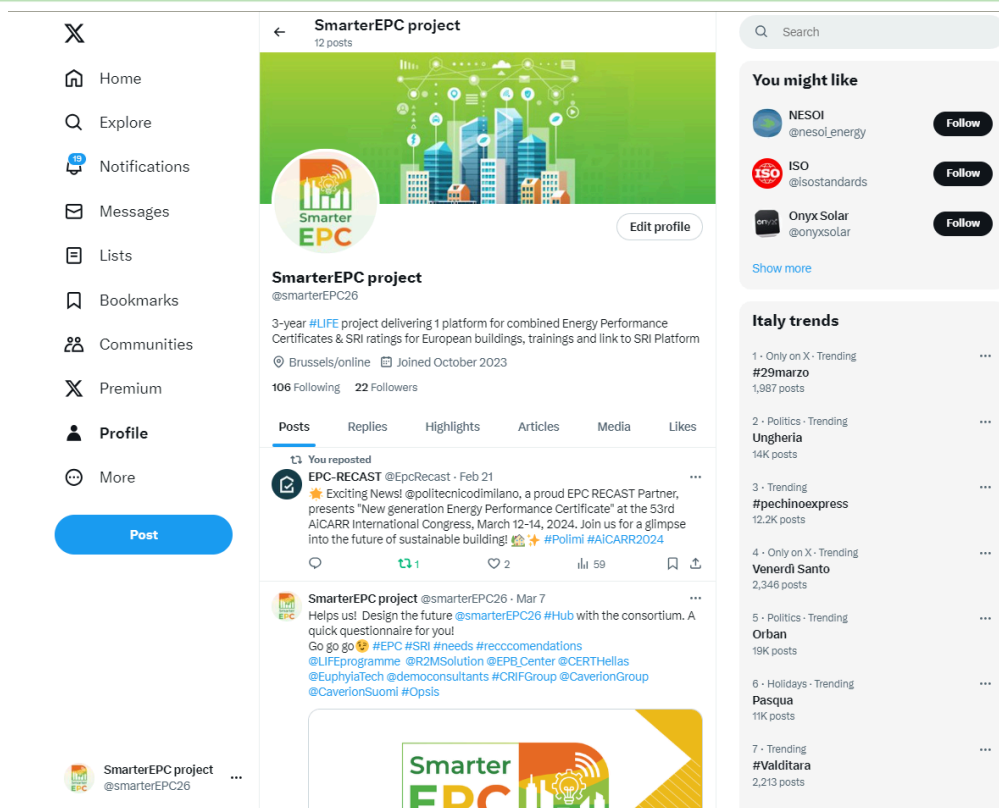 Home
Explore
19
Notifications
Messages
Lists
Bookmarks
Communities
Premium
Profile
More
Post
SmarterEPC project
@smarterEPC26
SmarterEPC project
12 posts
Smarter
EPC
Edit profile
SmarterEPC project
@smarterEPC26
3-year #LIFE project delivering 1 platform for combined Energy Performance
Certificates & SRI ratings for European buildings, trainings and link to SRI Platform
Brussels/online Joined October 2023
106 Following 22 Followers
Posts Replies Highlights Articles Media Likes
You reposted
EPC-RECAST @EpcRecast · Feb 21
Exciting News! @politecnicodimilano, a proud EPC RECAST Partner,
presents "New generation Energy Performance Certificate" at the 53rd
AiCARR International Congress, March 12-14, 2024. Join us for a glimpse
into the future of sustainable building! #Polimi #AiCARR2024
1 2 59
SmarterEPC project @smarterEPC26 · Mar 7
Helps us! Design the future @smarterEPC26 #Hub with the consortium. A
quick questionnaire for you!
Go go go #EPC #SRI #needs #recccomendations
@LIFEprogramme @R2MSolution @EPB_Center @CERTHellas
@EuphyiaTech @democonsultants #CRIFGroup @CaverionGroup
@CaverionSuomi #Opsis
Smarter
EPC
Search
You might like
NESOI
@nesoi_energy
Follow
ISO
ISO
@isostandards
Follow
onyx
Onyx Solar
@onyxsolar
Follow
Show more
Italy trends
1 · Only on X · Trending
#29marzo
1,987 posts
2 · Politics · Trending
Ungheria
14K posts
3 · Trending
#pechinoexpress
12.2K posts
4 · Only on X · Trending
Venerdì Santo
2,346 posts
5 · Politics · Trending
Orban
19K posts
6 · Holidays · Trending
Pasqua
11K posts
7 · Trending
#Valditara
2,213 posts